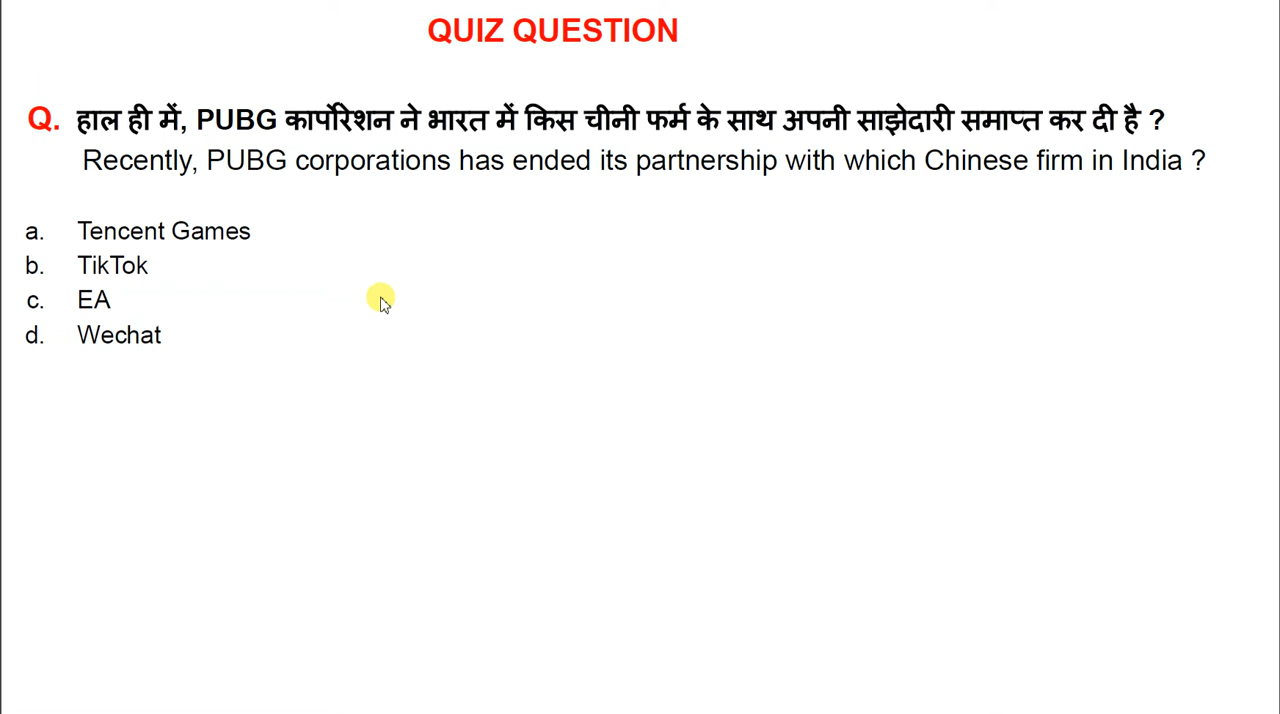 QUIZ QUESTION
Q. हाल ही में, PUBG कार्पोरेशन ने भारत में किस चीनी फर्म के साथ अपनी साझेदारी समाप्त कर दी है ?
Recently, PUBG corporations has ended its partnership with which Chinese firm in India ?
a. Tencent Games
b. TikTok
c. EA
d. Wechat